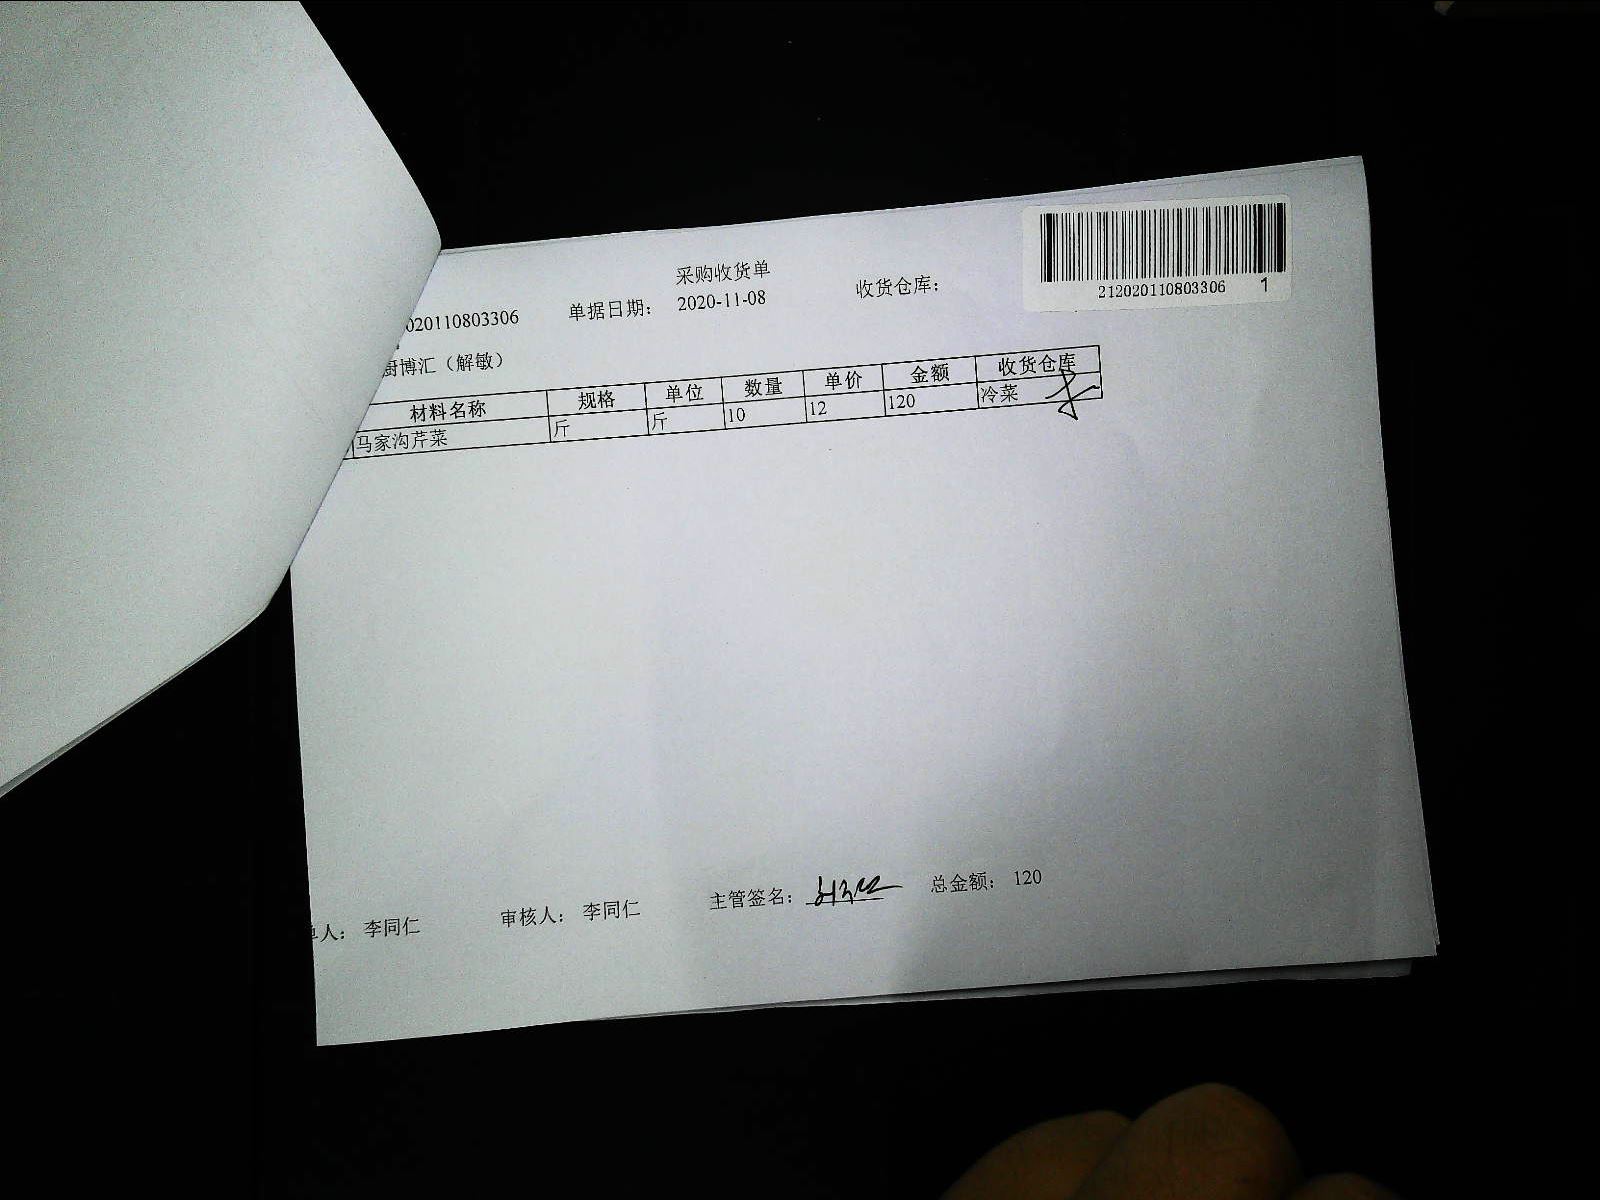 212020110803306 1
采购收货单
020110803306 单据日期： 2020-11-08 收货仓库：
厨博汇（解敏）
材料名称 规格 单位 数量 单价 金额 收货仓库
马家沟芹菜 斤 斤 10 12 120 冷菜
单人： 李同仁 审核人： 李同仁 主管签名： 总金额： 120